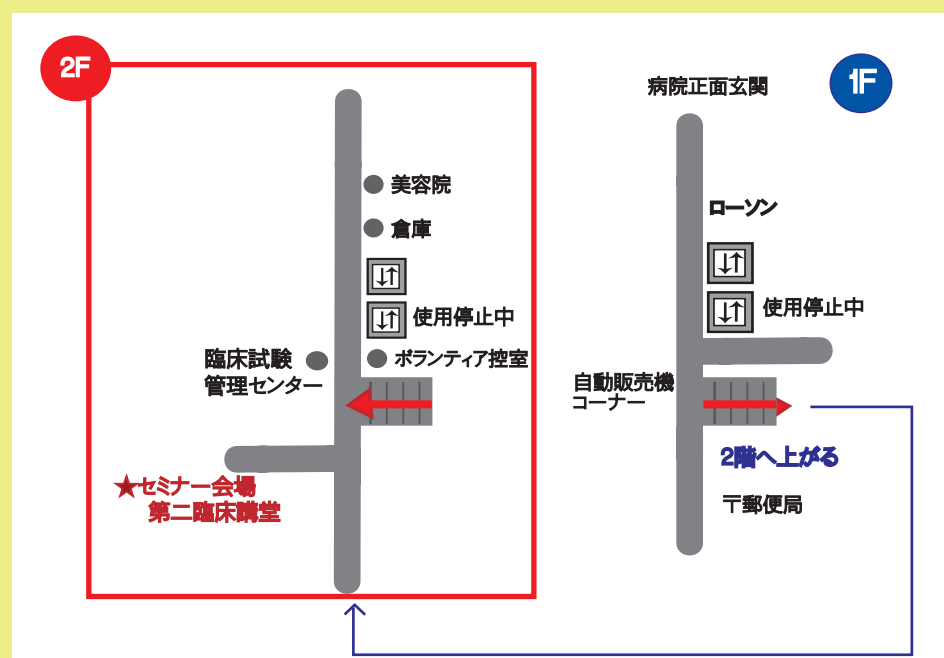 2F
美容院
倉庫
使用停止中
臨床試験
管理センター
ボランティア控室
★セミナー会場
第二臨床講堂
1F
病院正面玄関
ローソン
使用停止中
自動販売機
コーナー
2階へ上がる
〒郵便局